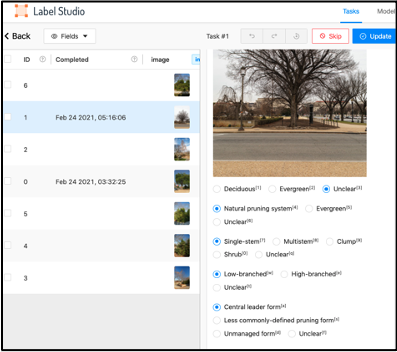 Label Studio
Tasks
Model
Back
Fields
Task #1
Skip
Update
ID
Completed
image
6
1 Feb 24 2021, 05:16:06
2
0 Feb 24 2021, 03:32:25
5
4
3
Deciduous[1] Evergreen[2] Unclear[3]
Natural pruning system[4] Evergreen[5]
Unclear[6]
Single-stem[7] Multistem[8] Clump[9]
Shrub[0] Unclear[q]
Low-branched[w] High-branched[e]
Unclear[t]
Central leader form[a]
Less commonly-defined pruning form[s]
Unmanaged form[d] Unclear[f]